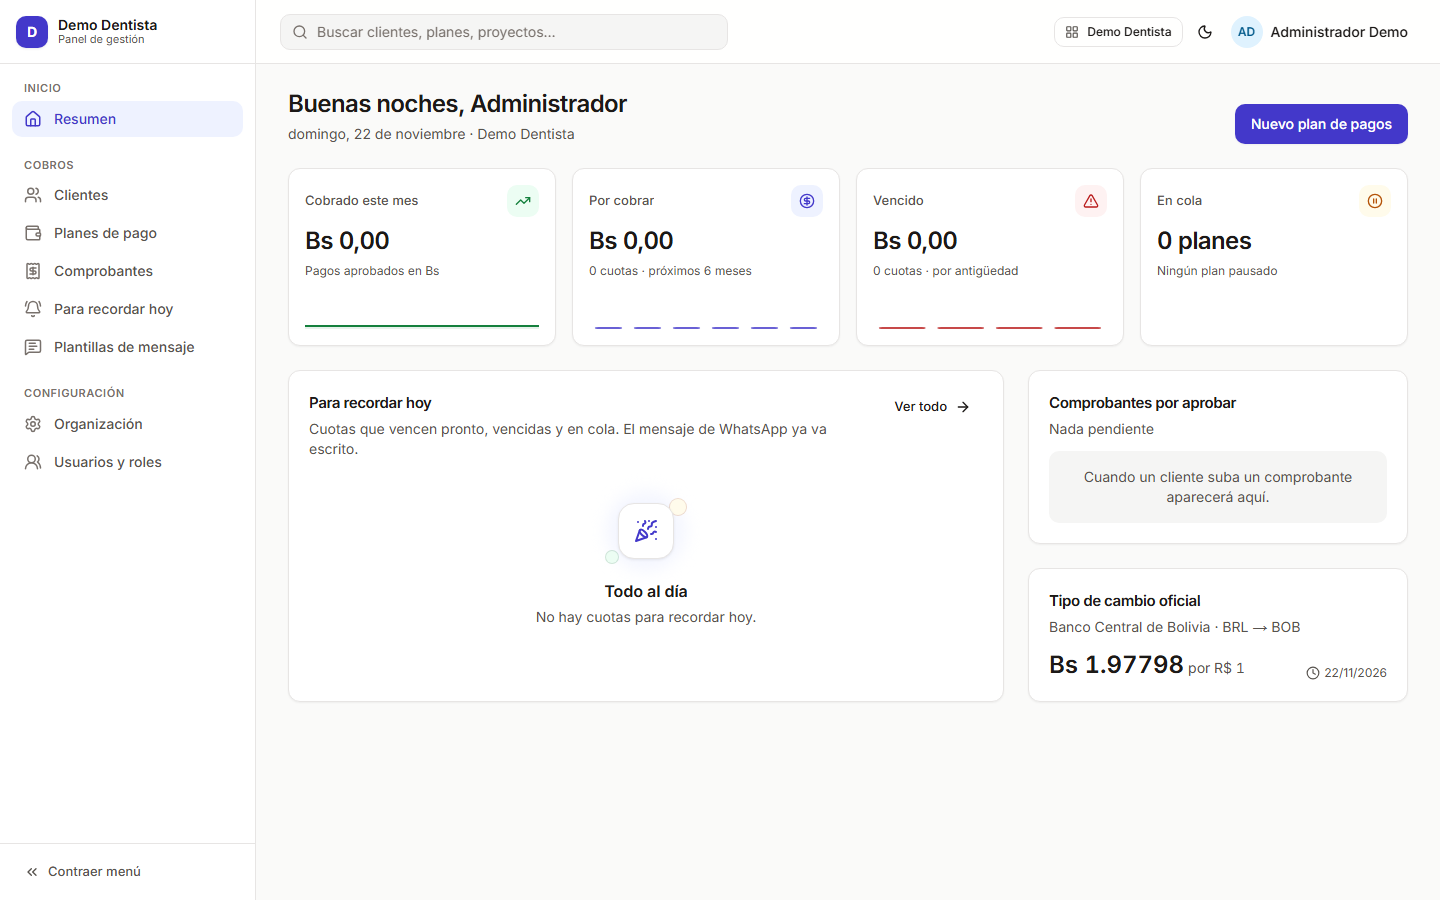 D
Demo Dentista
Panel de gestión
Buscar clientes, planes, proyectos...
Demo Dentista
AD
Administrador Demo
INICIO
Resumen
COBROS
Clientes
Planes de pago
Comprobantes
Para recordar hoy
Plantillas de mensaje
CONFIGURACIÓN
Organización
Usuarios y roles
Contraer menú
Buenas noches, Administrador
domingo, 22 de noviembre · Demo Dentista
Nuevo plan de pagos
Cobrado este mes
Bs 0,00
Pagos aprobados en Bs
Por cobrar
Bs 0,00
0 cuotas · próximos 6 meses
Vencido
Bs 0,00
0 cuotas · por antigüedad
En cola
0 planes
Ningún plan pausado
Para recordar hoy
Ver todo
Cuotas que vencen pronto, vencidas y en cola. El mensaje de WhatsApp ya va
escrito.
Todo al día
No hay cuotas para recordar hoy.
Comprobantes por aprobar
Nada pendiente
Cuando un cliente suba un comprobante
aparecerá aquí.
Tipo de cambio oficial
Banco Central de Bolivia · BRL → BOB
Bs 1.97798 por R$ 1
22/11/2026